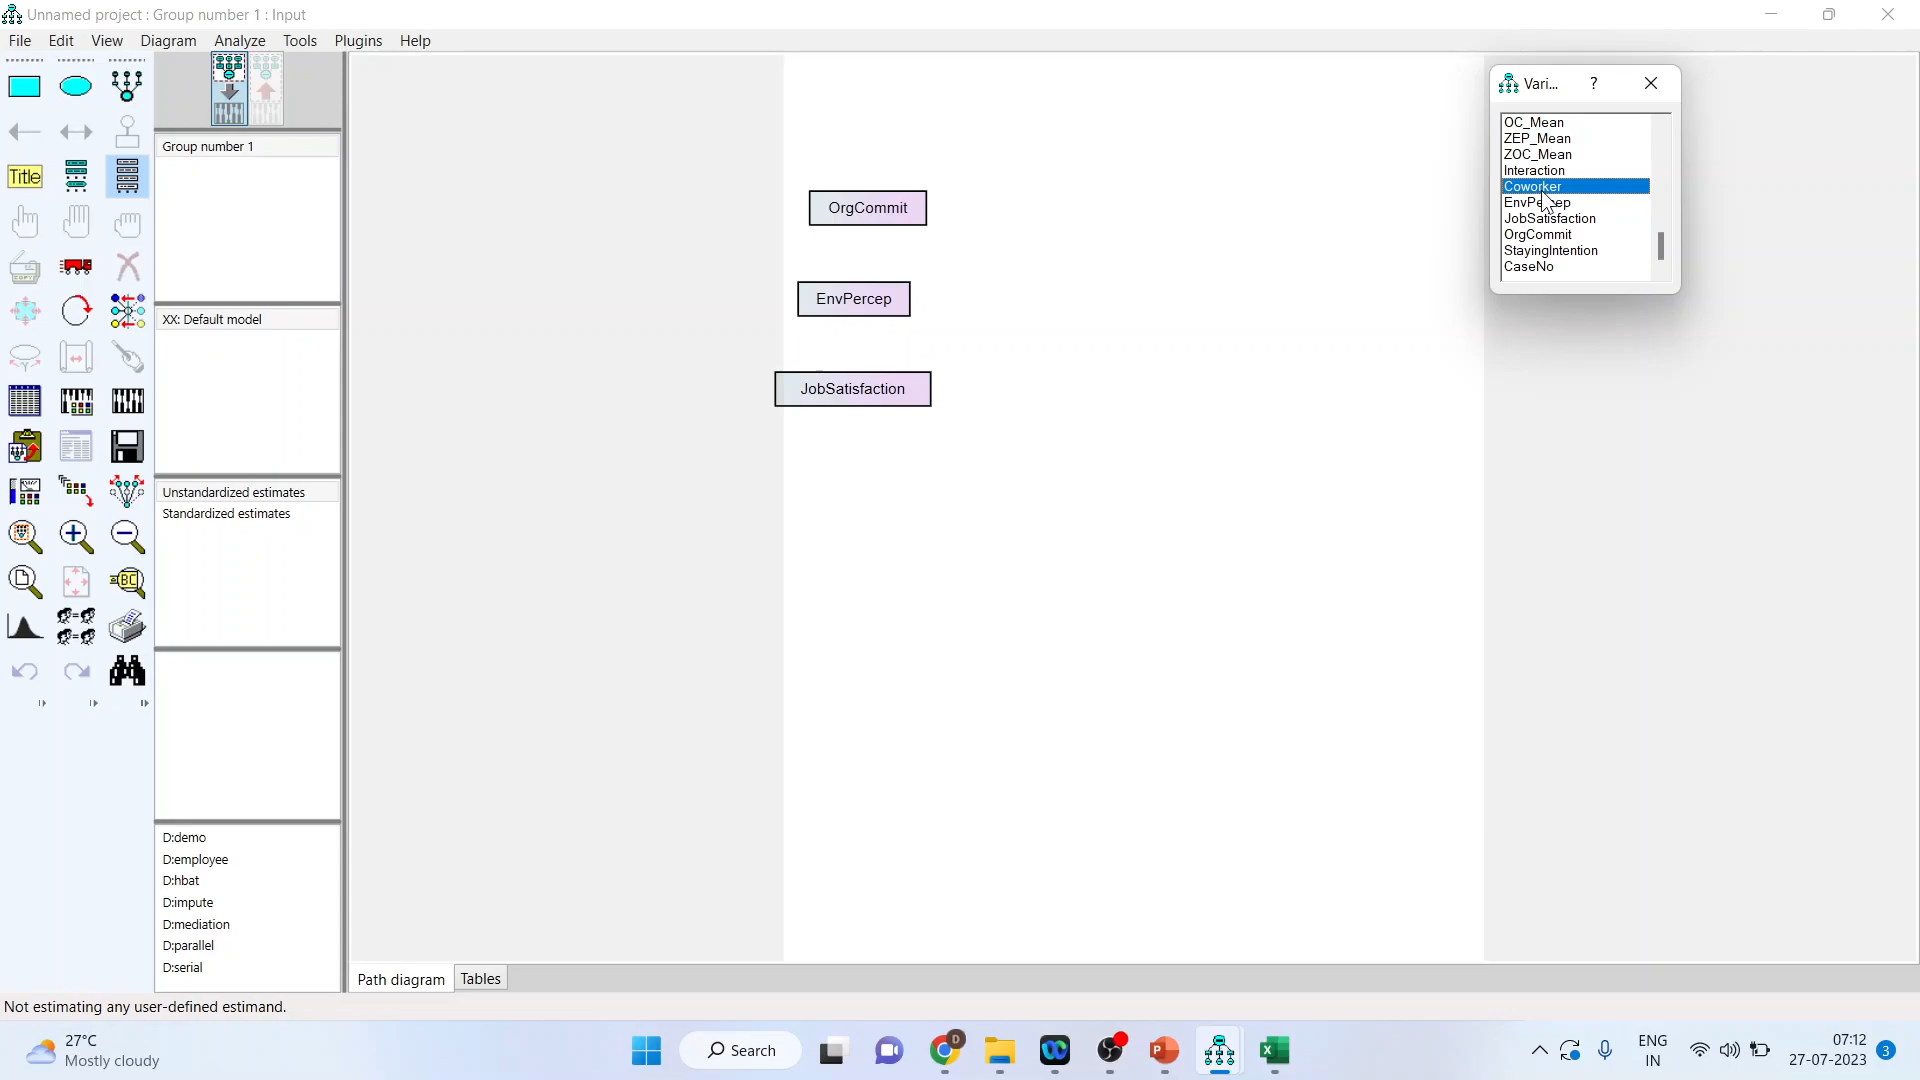 Unnamed project : Group number 1 : Input
File Edit View Diagram Analyze Tools Plugins Help
Title
Group number 1
XX: Default model
Unstandardized estimates
Standardized estimates
D:demo
D:employee
D:hbat
D:impute
D:mediation
D:parallel
D:serial
OrgCommit
EnvPercep
JobSatisfaction
Vari... ?
OC_Mean
ZEP_Mean
ZOC_Mean
Interaction
Coworker
JobSatisfaction
OrgCommit
StayingIntention
CaseNo
Path diagram Tables
Not estimating any user-defined estimand.
27°C
Mostly cloudy
Search
D
ENG
IN
07:12
27-07-2023
3